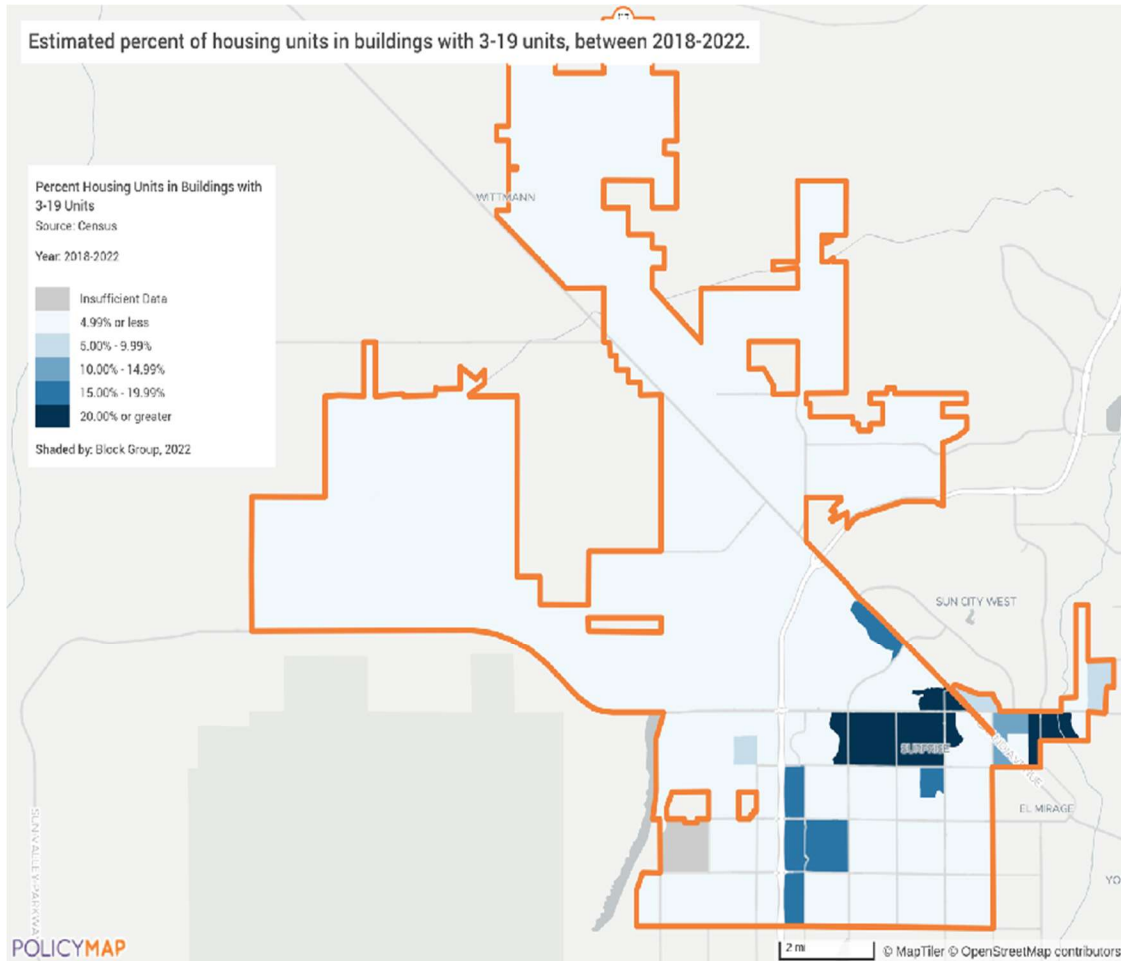 Estimated percent of housing units in buildings with 3-19 units, between 2018-2022.
Percent Housing Units in Buildings with
3-19 Units
Source: Census
Year: 2018-2022
Insufficient Data
4.99% or less
5.00% - 9.99%
10.00% - 14.99%
15.00% - 19.99%
20.00% or greater
Shaded by: Block Group, 2022
WITTMANN
SUN CITY WEST
SURPRISE
EL MIRAGE
YO
POLICYMAP
2 mi
© MapTiler © OpenStreetMap contributors